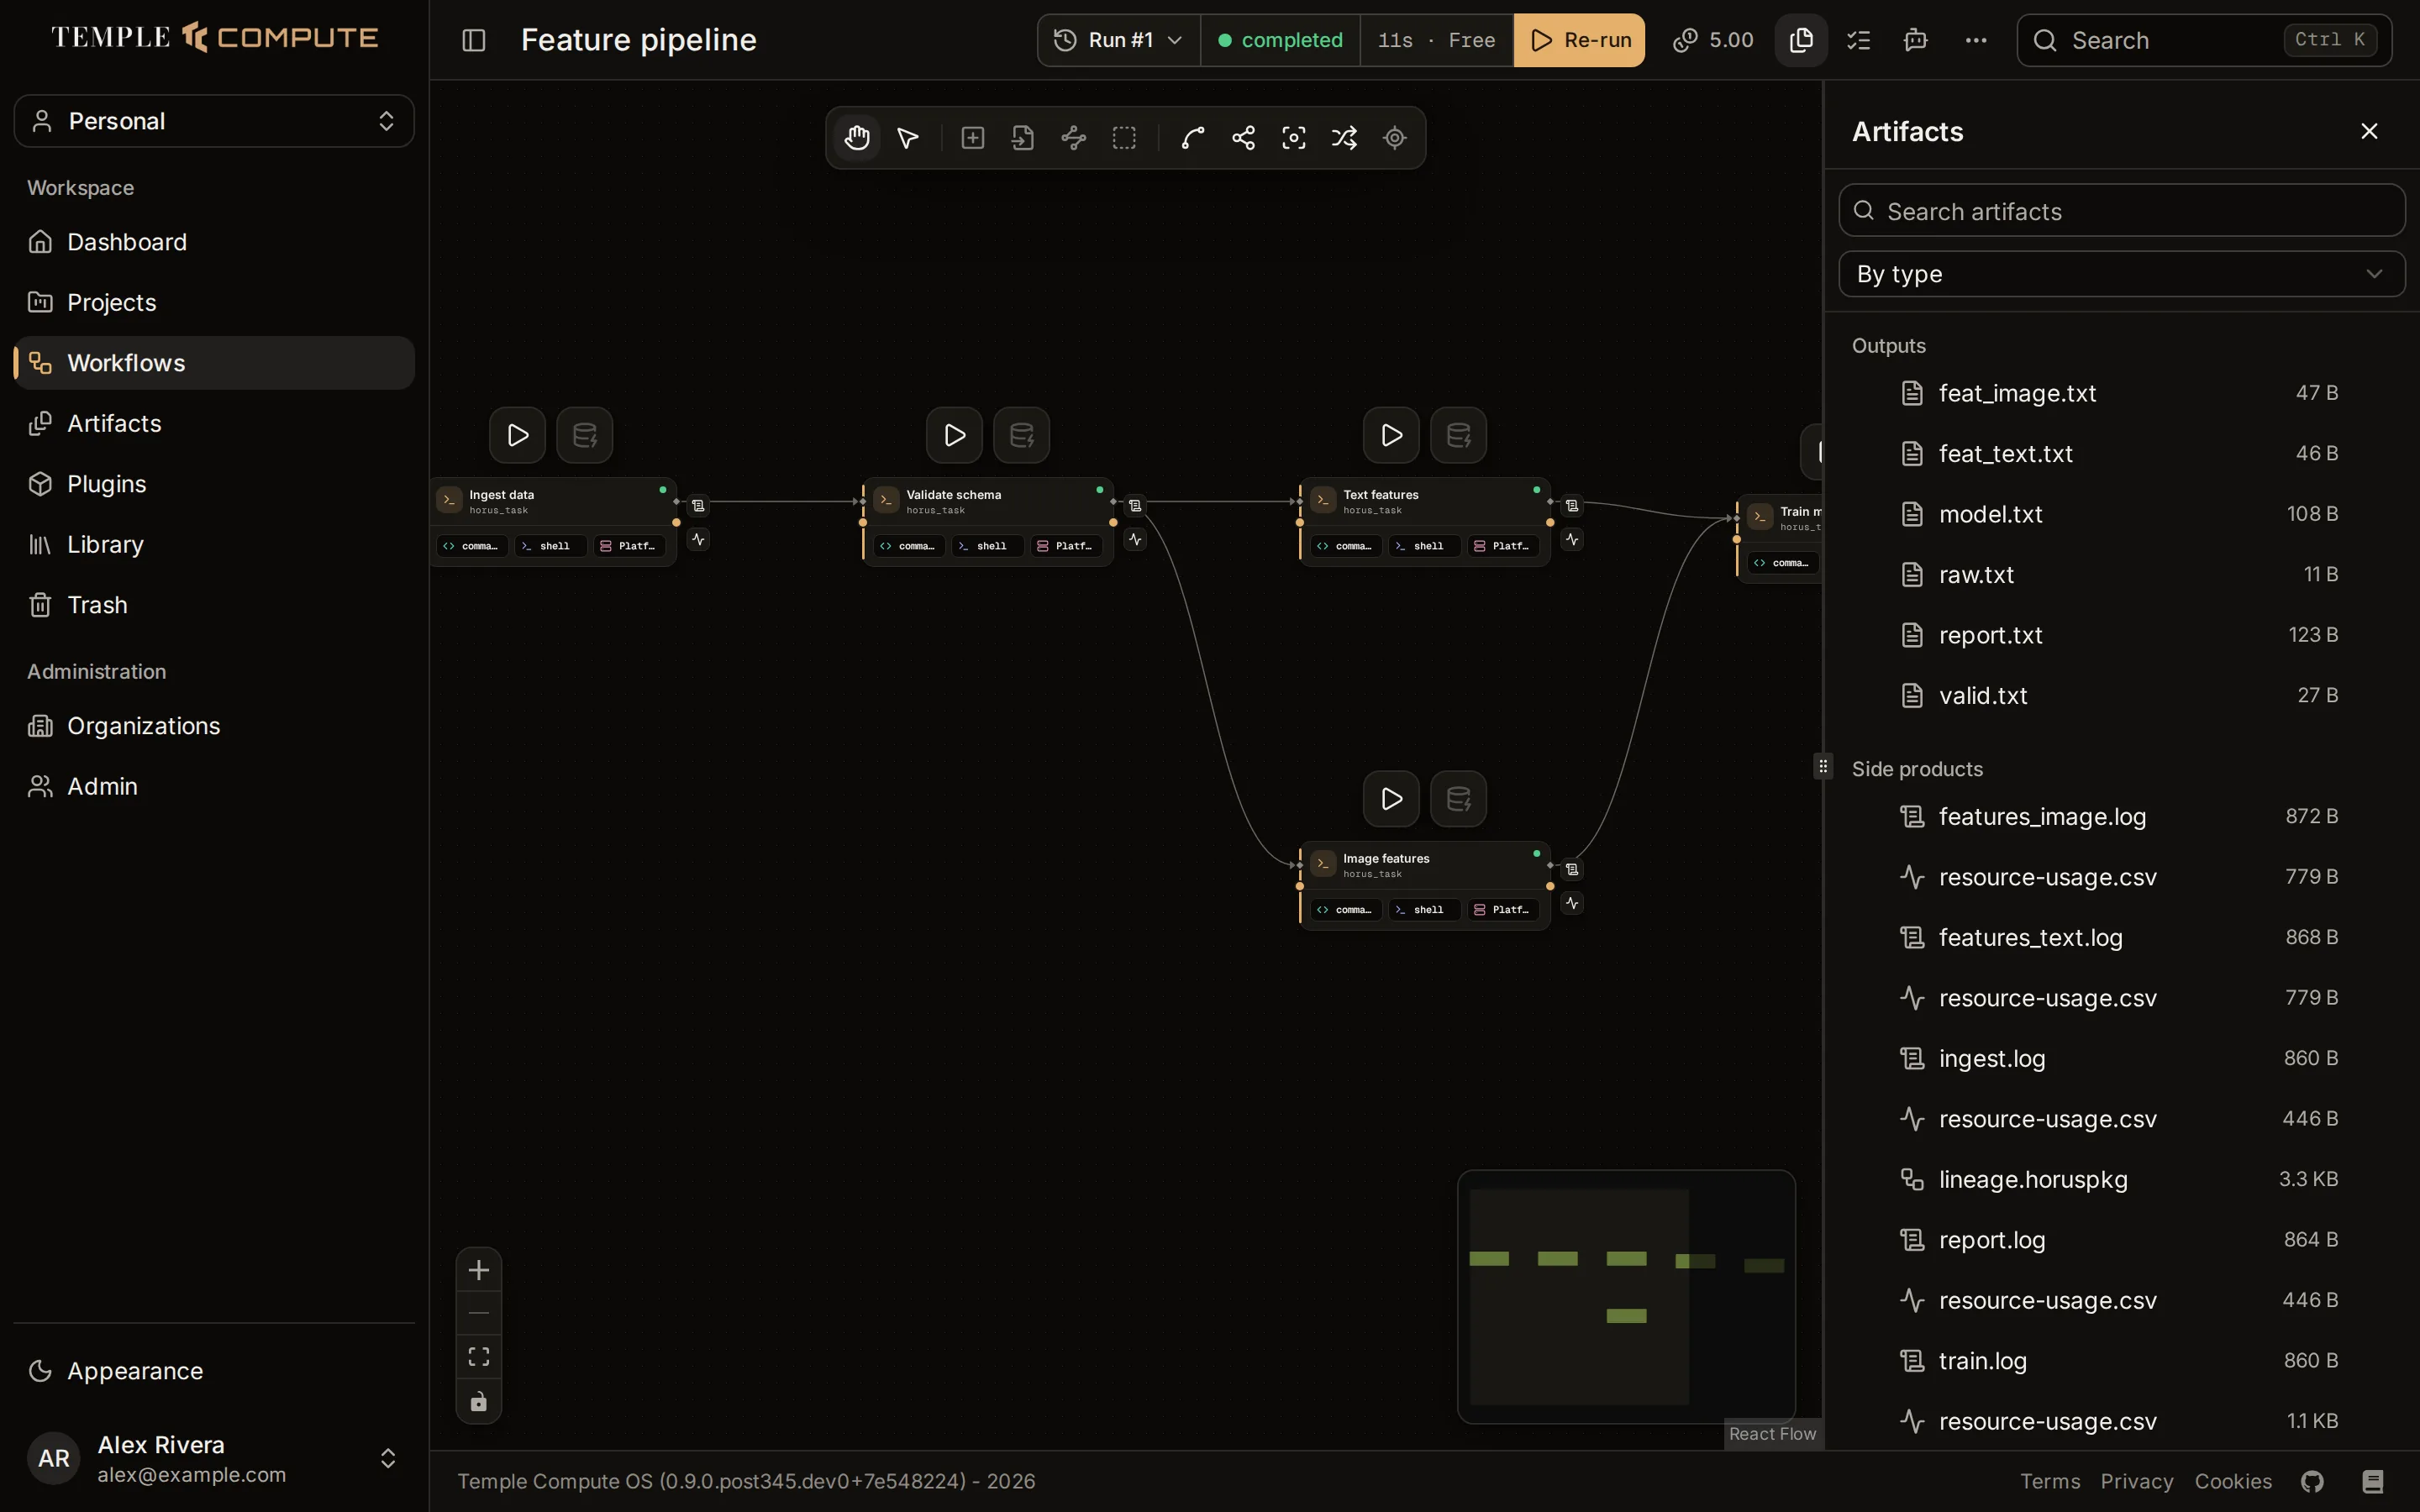 TEMPLE COMPUTE
Personal
Workspace
Dashboard
Projects
Workflows
Artifacts
Plugins
Library
Trash
Administration
Organizations
Admin
Appearance
AR
Alex Rivera
alex@example.com
Feature pipeline
Run #1
completed
11s · Free
Re-run
5.00
Search
Ctrl K
Ingest data
horus_task
comma…
shell
Platf…
Validate schema
horus_task
comma…
shell
Platf…
Text features
horus_task
comma…
shell
Platf…
Train m
horus_t
comma…
Image features
horus_task
comma…
shell
Platf…
React Flow
Artifacts
Search artifacts
By type
Outputs
feat_image.txt 47 B
feat_text.txt 46 B
model.txt 108 B
raw.txt 11 B
report.txt 123 B
valid.txt 27 B
Side products
features_image.log 872 B
resource-usage.csv 779 B
features_text.log 868 B
resource-usage.csv 779 B
ingest.log 860 B
resource-usage.csv 446 B
lineage.horuspkg 3.3 KB
report.log 864 B
resource-usage.csv 446 B
train.log 860 B
resource-usage.csv 1.1 KB
Temple Compute OS (0.9.0.post345.dev0+7e548224) - 2026
Terms Privacy Cookies